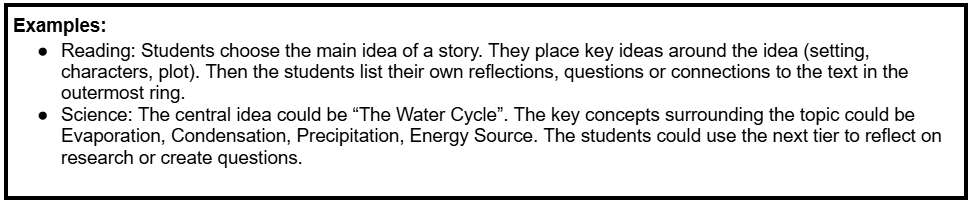 Examples:
● Reading: Students choose the main idea of a story. They place key ideas around the idea (setting,
characters, plot). Then the students list their own reflections, questions or connections to the text in the
outermost ring.
● Science: The central idea could be “The Water Cycle”. The key concepts surrounding the topic could be
Evaporation, Condensation, Precipitation, Energy Source. The students could use the next tier to reflect on
research or create questions.